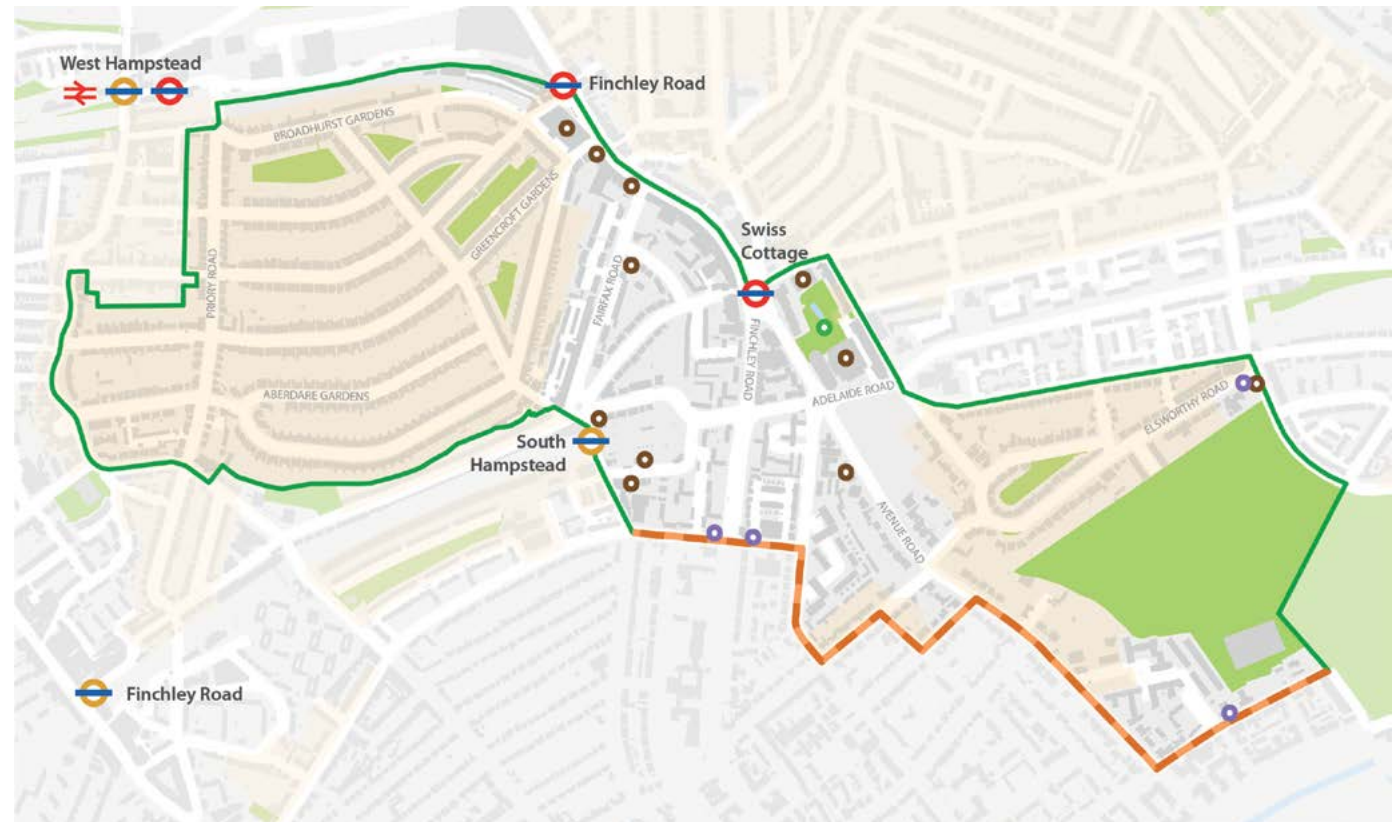 West Hampstead
Finchley Road
BROADHURST GARDENS
GREENCROFT GARDENS
Swiss
Cottage
PRIORY ROAD
FAIRFAX ROAD
FINCHLEY ROAD
ADELAIDE ROAD
ABERDARE GARDENS
ELSWORTHY ROAD
South
Hampstead
AVENUE ROAD
Finchley Road